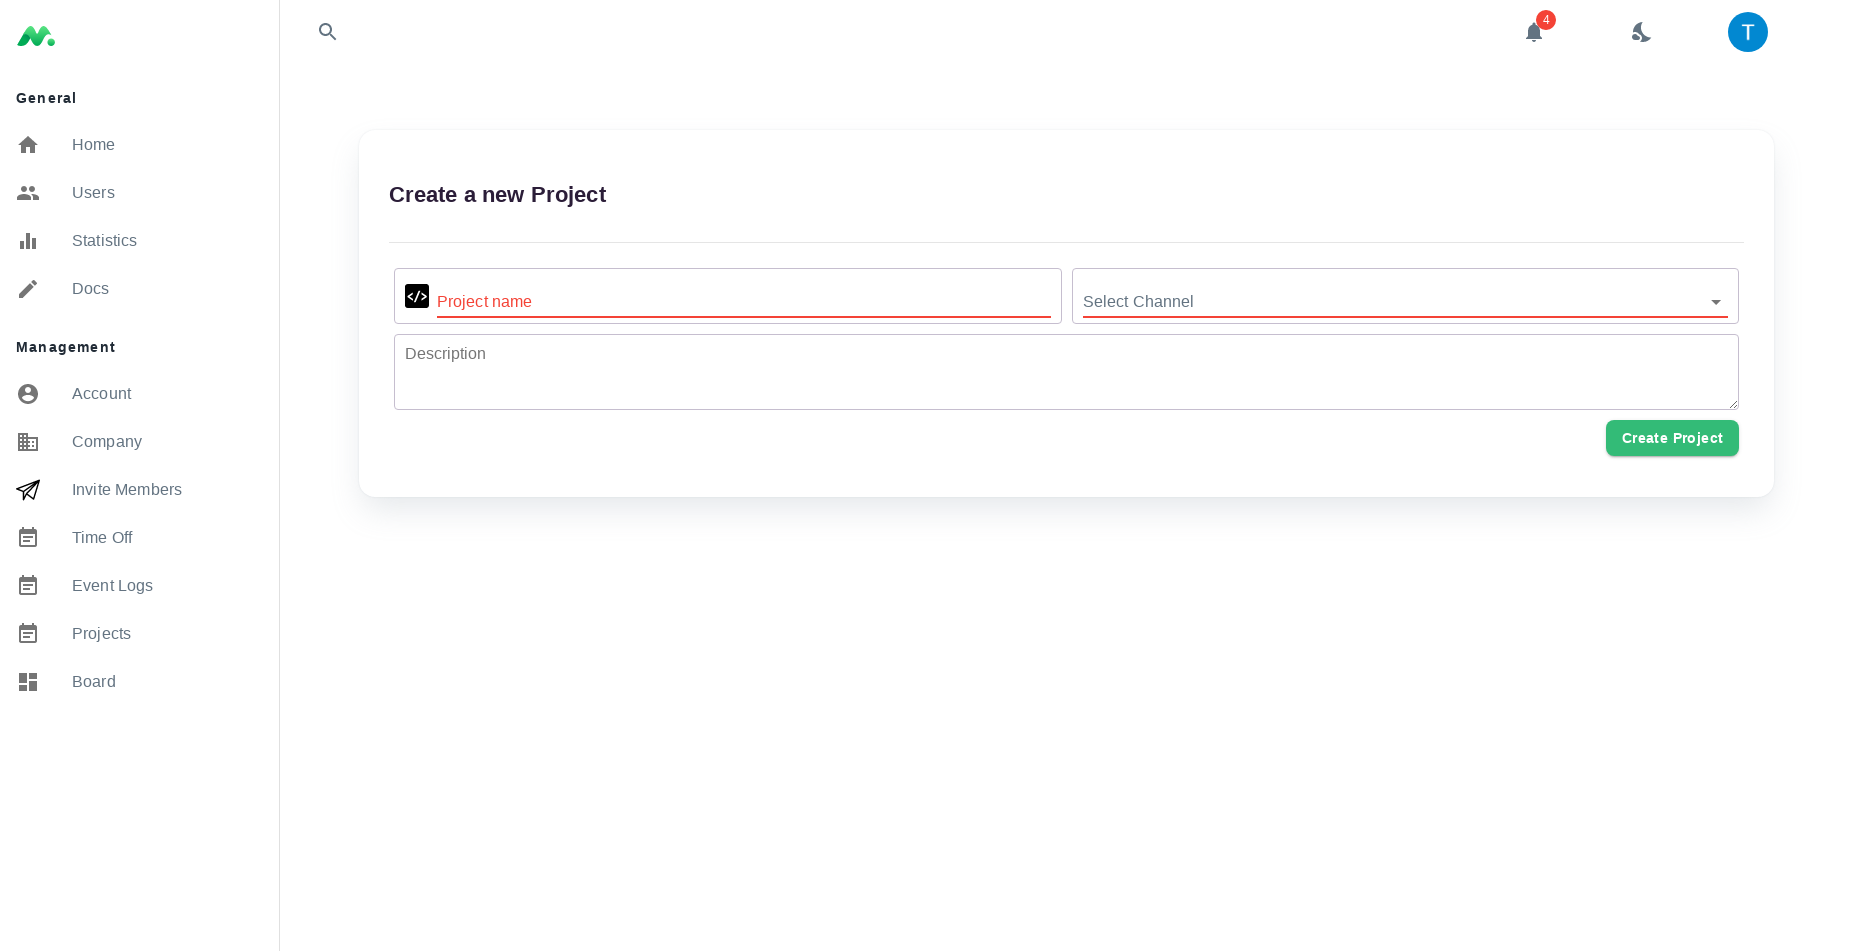 4
T
General
Home
Users
Statistics
Docs
Management
Account
Company
Invite Members
Time Off
Event Logs
Projects
Board
Create a new Project
</>
Project name
Select Channel
Description
Create Project